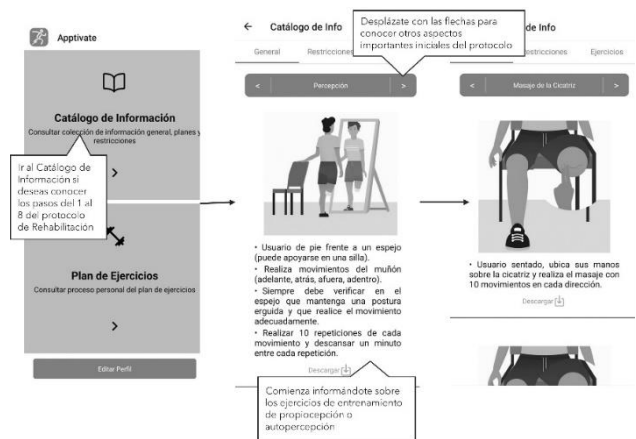 Apptivate
Catálogo de Información
Consultar colección de información general, planes y
restricciones
>
Ir al Catálogo de
Información si
deseas conocer
los pasos del 1 al
8 del protocolo
de Rehabilitación
Plan de Ejercicios
Consultar proceso personal del plan de ejercicios
>
Editar Perfil
← Catálogo de Info
General Restricciones
< Percepción >
Desplázate con las flechas para
conocer otros aspectos
importantes iniciales del protocolo
• Usuario de pie frente a un espejo
(puede apoyarse en una silla).
• Realiza movimientos del muñón
(adelante, atrás, afuera, adentro).
• Siempre debe verificar en el
espejo que mantenga una postura
erguida y que realice el movimiento
adecuadamente.
• Realizar 10 repeticiones de cada
movimiento y descansar un minuto
entre cada repetición.
Descargar
Comienza informándote sobre
los ejercicios de entrenamiento
de propiocepción o
autopercepción
de Info
estricciones Ejercicios
< Masaje de la Cicatriz >
• Usuario sentado, ubica sus manos
sobre la cicatriz y realiza el masaje con
10 movimientos en cada dirección.
Descargar